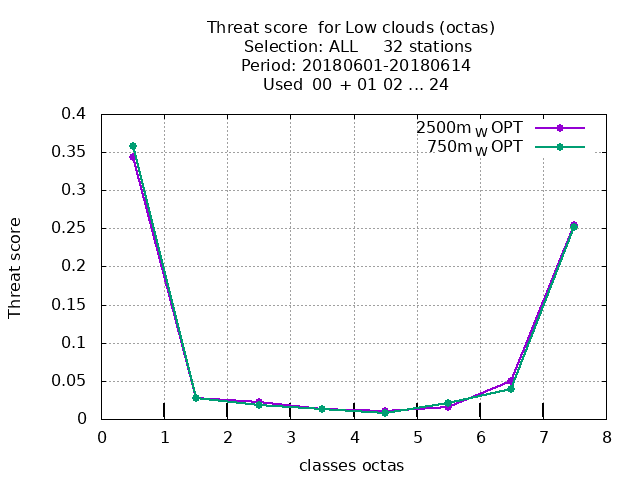 Threat score for Low clouds (octas)
Selection: ALL 32 stations
Period: 20180601-20180614
Used 00 + 01 02 ... 24
2500m W OPT
750m W OPT
0.4
0.35
0.3
0.25
0.2
0.15
0.1
0.05
0
Threat score
0 1 2 3 4 5 6 7 8
classes octas